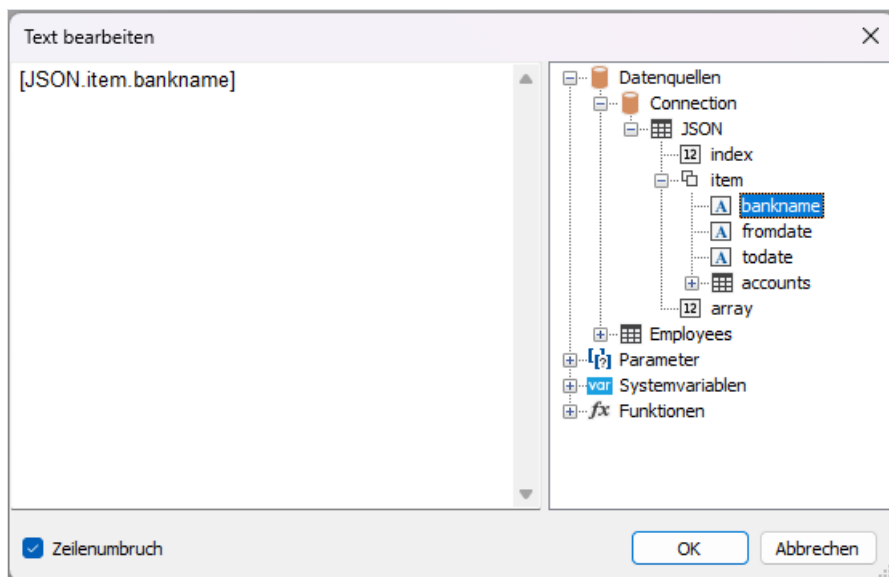 Text bearbeiten
[JSON.item.bankname]
Datenquellen
Connection
JSON
12 index
item
A bankname
A fromdate
A todate
accounts
12 array
Employees
[?] Parameter
var Systemvariablen
fx Funktionen
Zeilenumbruch
OK
Abbrechen